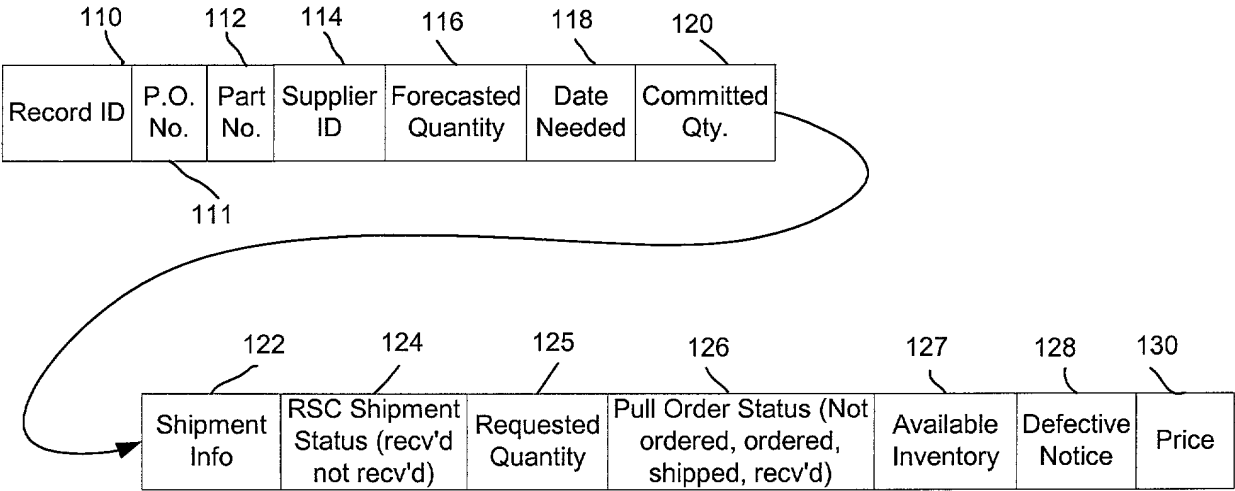 110 112 114 116 118 120
Record ID
P.O.
No.
Part
No.
Supplier
ID
Forecasted
Quantity
Date
Needed
Committed
Qty.
111
122 124 125 126 127 128 130
Shipment
Info
RSC Shipment
Status (recv'd
not recv'd)
Requested
Quantity
Pull Order Status (Not
ordered, ordered,
shipped, recv'd)
Available
Inventory
Defective
Notice
Price